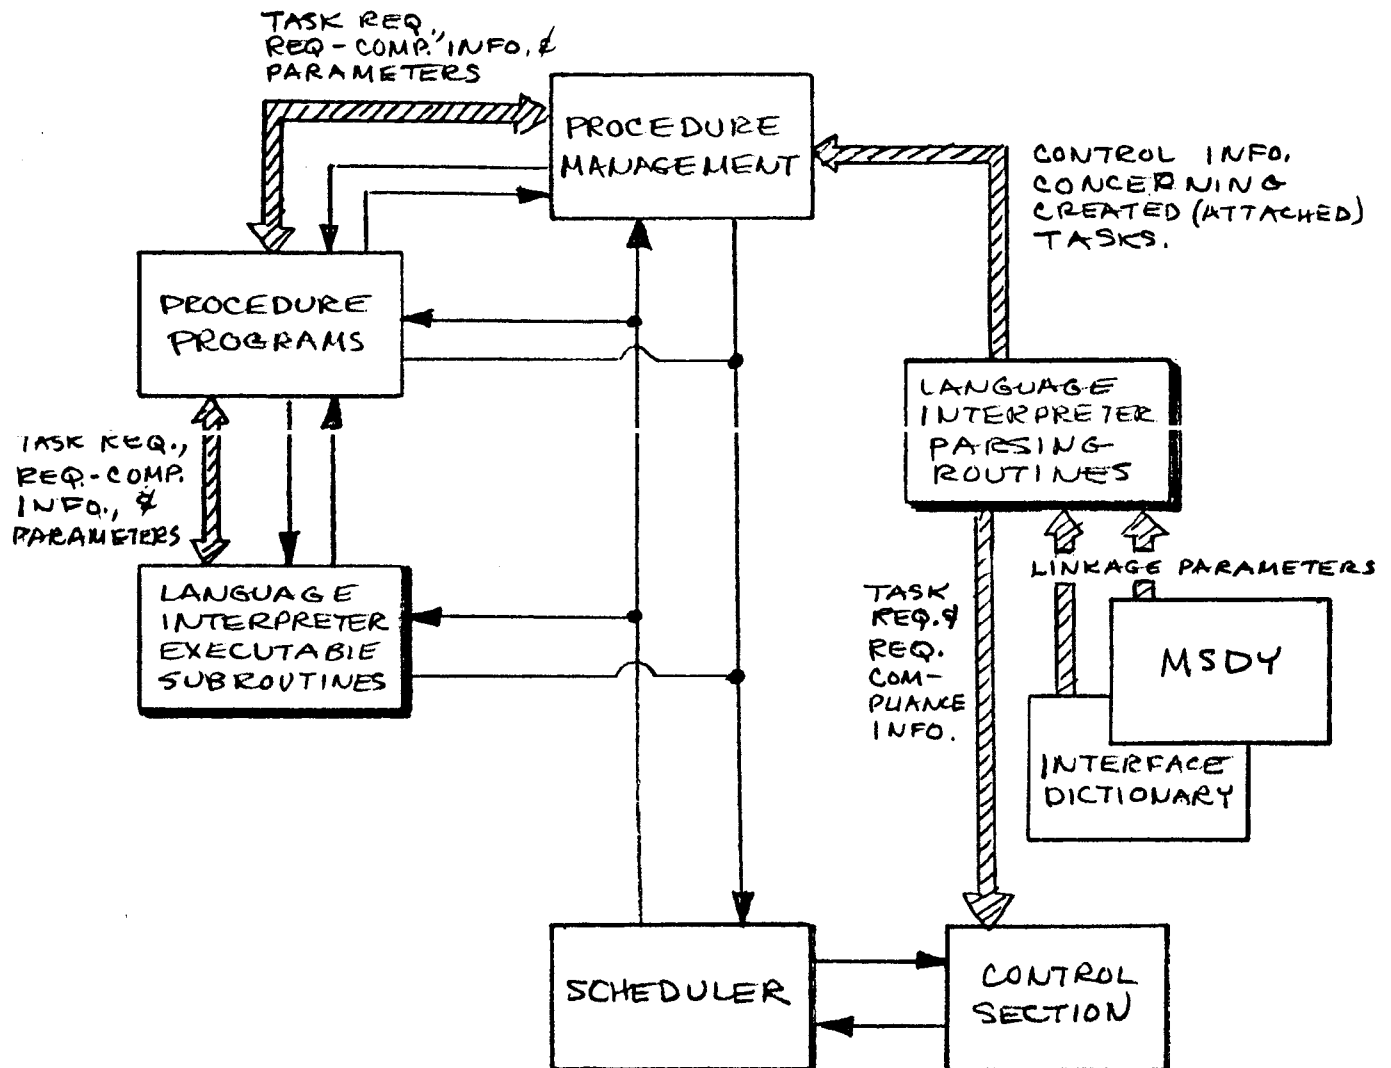 TASK REQ.,
REQ-COMP. INFO, &
PARAMETERS
PROCEDURE
MANAGEMENT
CONTROL INFO.
CONCERNING
CREATED (ATTACHED)
TASKS.
PROCEDURE
PROGRAMS
LANGUAGE
INTERPRETER
PARSING
ROUTINES
TASK REQ.,
REQ.-COMP.
INFO., &
PARAMETERS
LINKAGE PARAMETERS
LANGUAGE
INTERPRETER
EXECUTABLE
SUBROUTINES
TASK
REQ. &
REQ.
COM-
PLIANCE
INFO.
MSDY
INTERFACE
DICTIONARY
SCHEDULER
CONTROL
SECTION